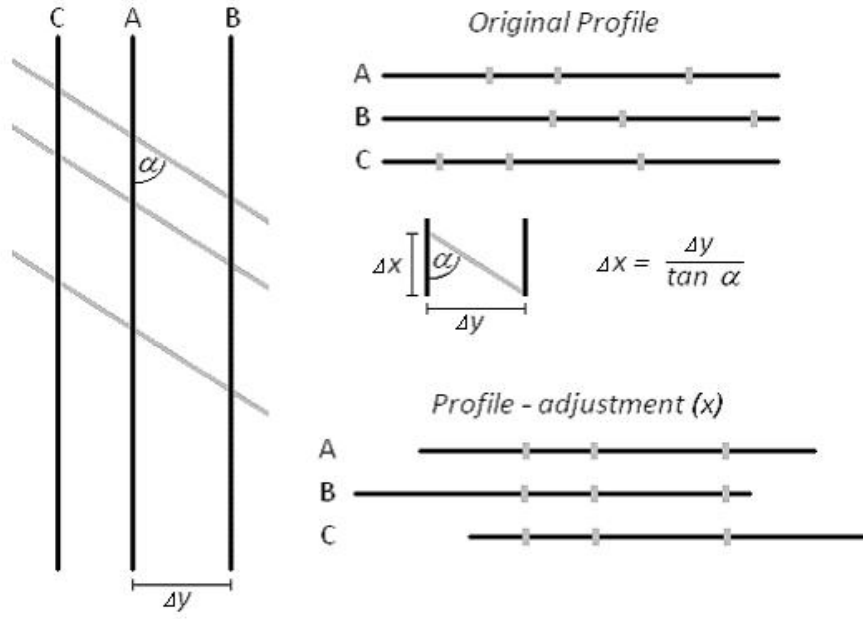 C A B
α
Δy
Original Profile
A
B
C
Δx
α
Δy
Δx = Δy / tan α
Profile - adjustment (x)
A
B
C